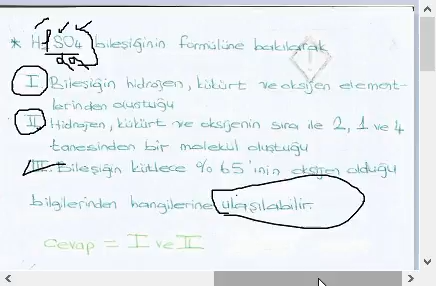 * H₂SO₄ bileşiğinin formülüne bakılarak
I. Bileşiğin hidrojen, kükürt ve oksijen element-
lerinden oluştuğu
II. Hidrojen, kükürt ve oksijenin sıra ile 2, 1 ve 4
tanesinden bir molekül oluştuğu
III. Bileşiğin kütlece % 65'inin oksijen olduğu
bilgilerinden hangilerine ulaşılabilir.
Cevap = I ve II